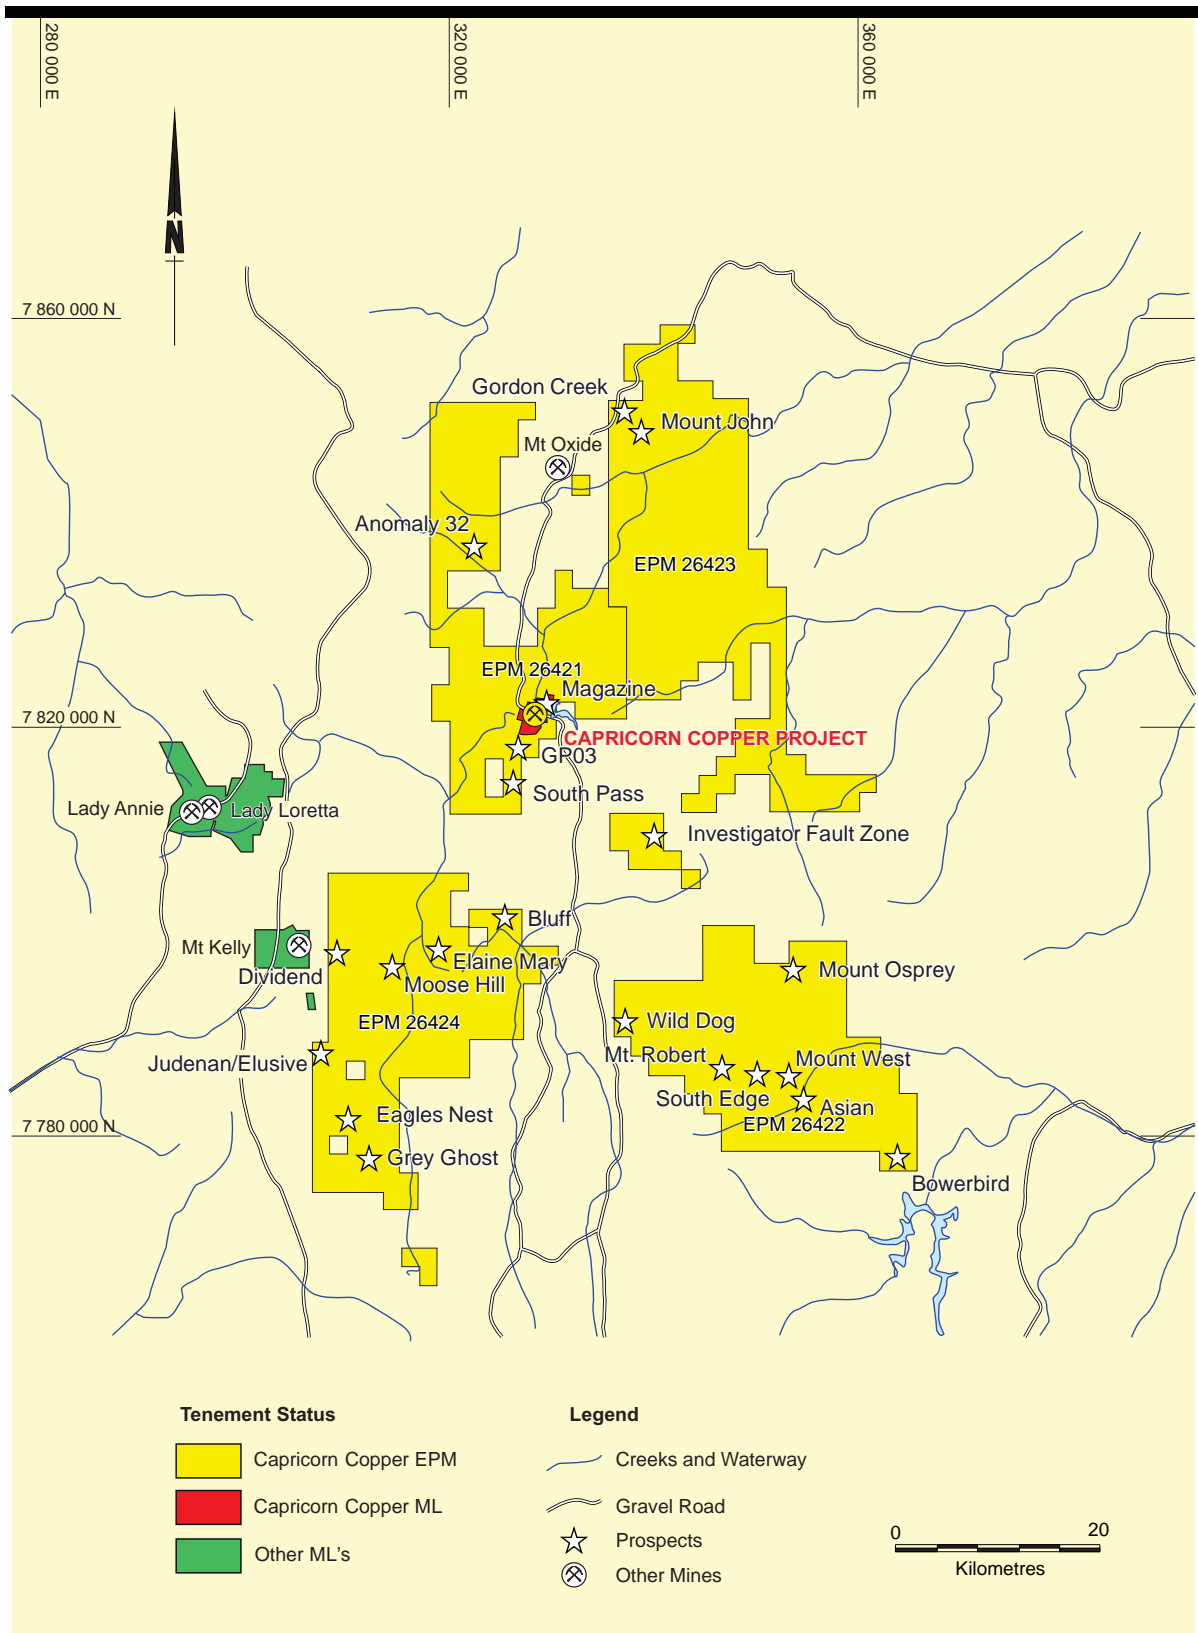 280 000 E
320 000 E
360 000 E
N
7 860 000 N
Gordon Creek
Mount John
Mt Oxide
Anomaly 32
EPM 26423
EPM 26421
Magazine
7 820 000 N
CAPRICORN COPPER PROJECT
GP03
South Pass
Lady Annie
Lady Loretta
Investigator Fault Zone
Bluff
Mt Kelly
Elaine Mary
Dividend
Moose Hill
Mount Osprey
EPM 26424
Wild Dog
Judenan/Elusive
Mt. Robert
Mount West
South Edge
Asian
Eagles Nest
EPM 26422
7 780 000 N
Grey Ghost
Bowerbird
Tenement Status
Capricorn Copper EPM
Capricorn Copper ML
Other ML's
Legend
Creeks and Waterway
Gravel Road
Prospects
Other Mines
0 20
Kilometres